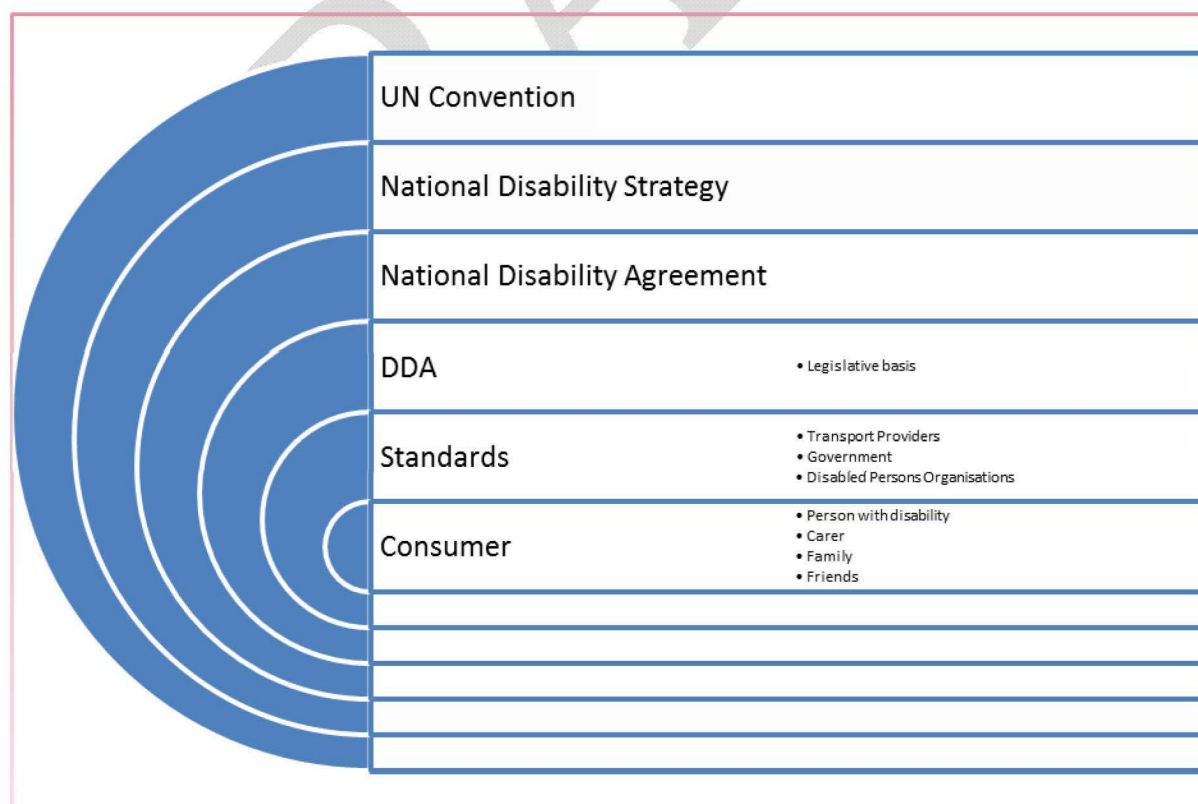 UN Convention
National Disability Strategy
National Disability Agreement
DDA
• Legislative basis
Standards
• Transport Providers
• Government
• Disabled Persons Organisations
Consumer
• Person with disability
• Carer
• Family
• Friends